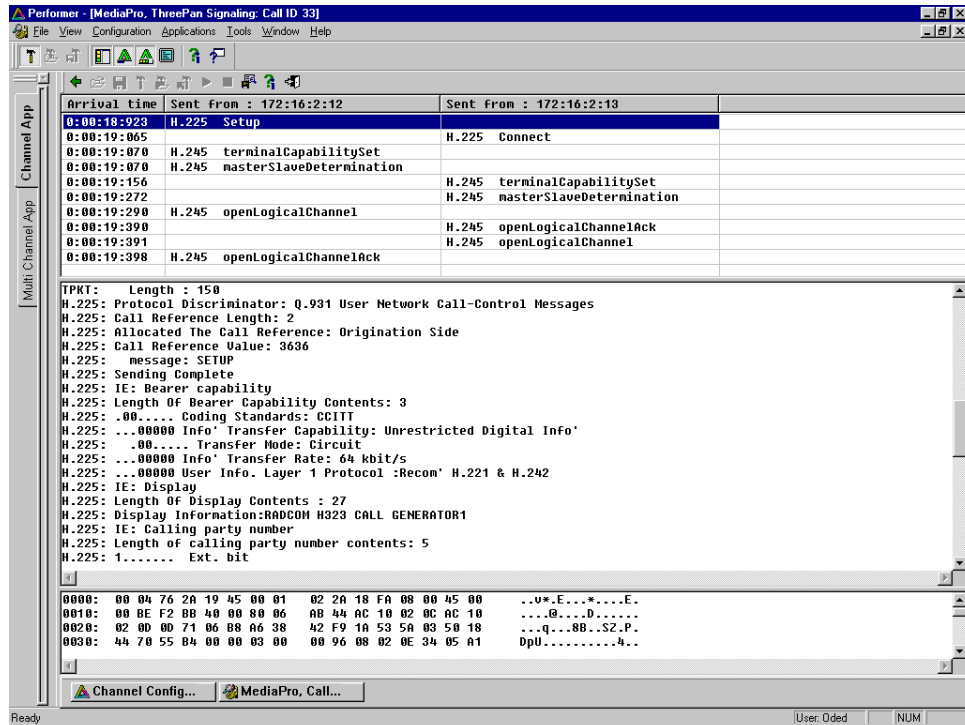 Performer - [MediaPro, ThreePan Signaling: Call ID 33]
File View Configuration Applications Tools Window Help
Channel App
Multi Channel App
Arrival time Sent from : 172:16:2:12 Sent from : 172:16:2:13
0:00:18:923 H.225 Setup
0:00:19:065 H.225 Connect
0:00:19:070 H.245 terminalCapabilitySet
0:00:19:070 H.245 masterSlaveDetermination
0:00:19:156 H.245 terminalCapabilitySet
0:00:19:272 H.245 masterSlaveDetermination
0:00:19:290 H.245 openLogicalChannel
0:00:19:390 H.245 openLogicalChannelAck
0:00:19:391 H.245 openLogicalChannel
0:00:19:398 H.245 openLogicalChannelAck
TPKT: Length : 150
H.225: Protocol Discriminator: Q.931 User Network Call-Control Messages
H.225: Call Reference Length: 2
H.225: Allocated The Call Reference: Origination Side
H.225: Call Reference Value: 3636
H.225: message: SETUP
H.225: Sending Complete
H.225: IE: Bearer capability
H.225: Length Of Bearer Capability Contents: 3
H.225: .00..... Coding Standards: CCITT
H.225: ...00000 Info' Transfer Capability: Unrestricted Digital Info'
H.225: .00..... Transfer Mode: Circuit
H.225: ...00000 Info' Transfer Rate: 64 kbit/s
H.225: ...00000 User Info. Layer 1 Protocol :Recom' H.221 & H.242
H.225: IE: Display
H.225: Length Of Display Contents : 27
H.225: Display Information:RADCOM H323 CALL GENERATOR1
H.225: IE: Calling party number
H.225: Length of calling party number contents: 5
H.225: 1....... Ext. bit
0000: 00 04 76 2A 19 45 00 01 02 2A 18 FA 08 00 45 00 ..v*.E...*....E.
0010: 00 BE F2 BB 40 00 80 06 AB 44 AC 10 02 0C AC 10 ....@....D......
0020: 02 0D 0D 71 06 B8 A6 38 42 F9 1A 53 5A 03 50 18 ...q...8B..SZ.P.
0030: 44 70 55 B4 00 00 03 00 00 96 08 02 0E 34 05 A1 DpU..........4..
Channel Config... MediaPro, Call...
Ready User: Oded NUM